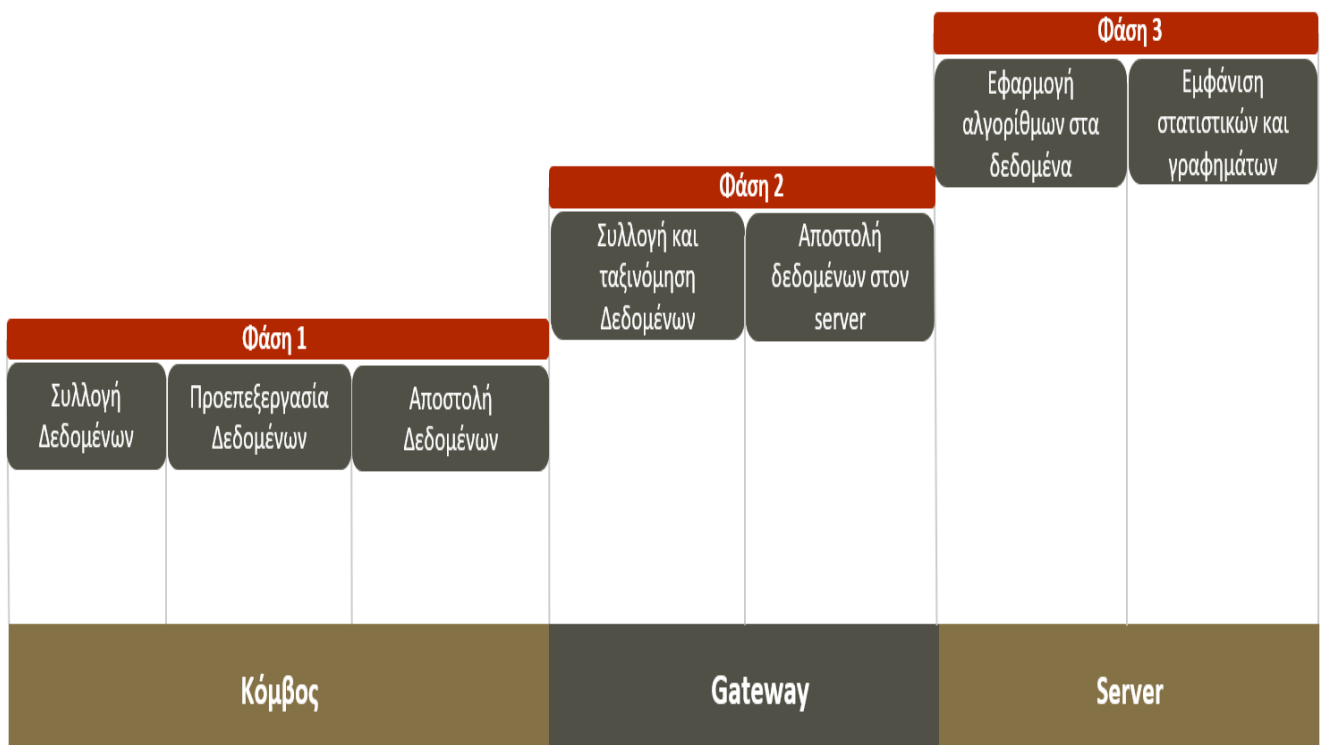 Φάση 1
Συλλογή
Δεδομένων
Προεπεξεργασία
Δεδομένων
Αποστολή
Δεδομένων
Φάση 2
Συλλογή και
ταξινόμηση
Δεδομένων
Αποστολή
δεδομένων στον
server
Φάση 3
Εφαρμογή
αλγορίθμων στα
δεδομένα
Εμφάνιση
στατιστικών και
γραφημάτων
Κόμβος
Gateway
Server